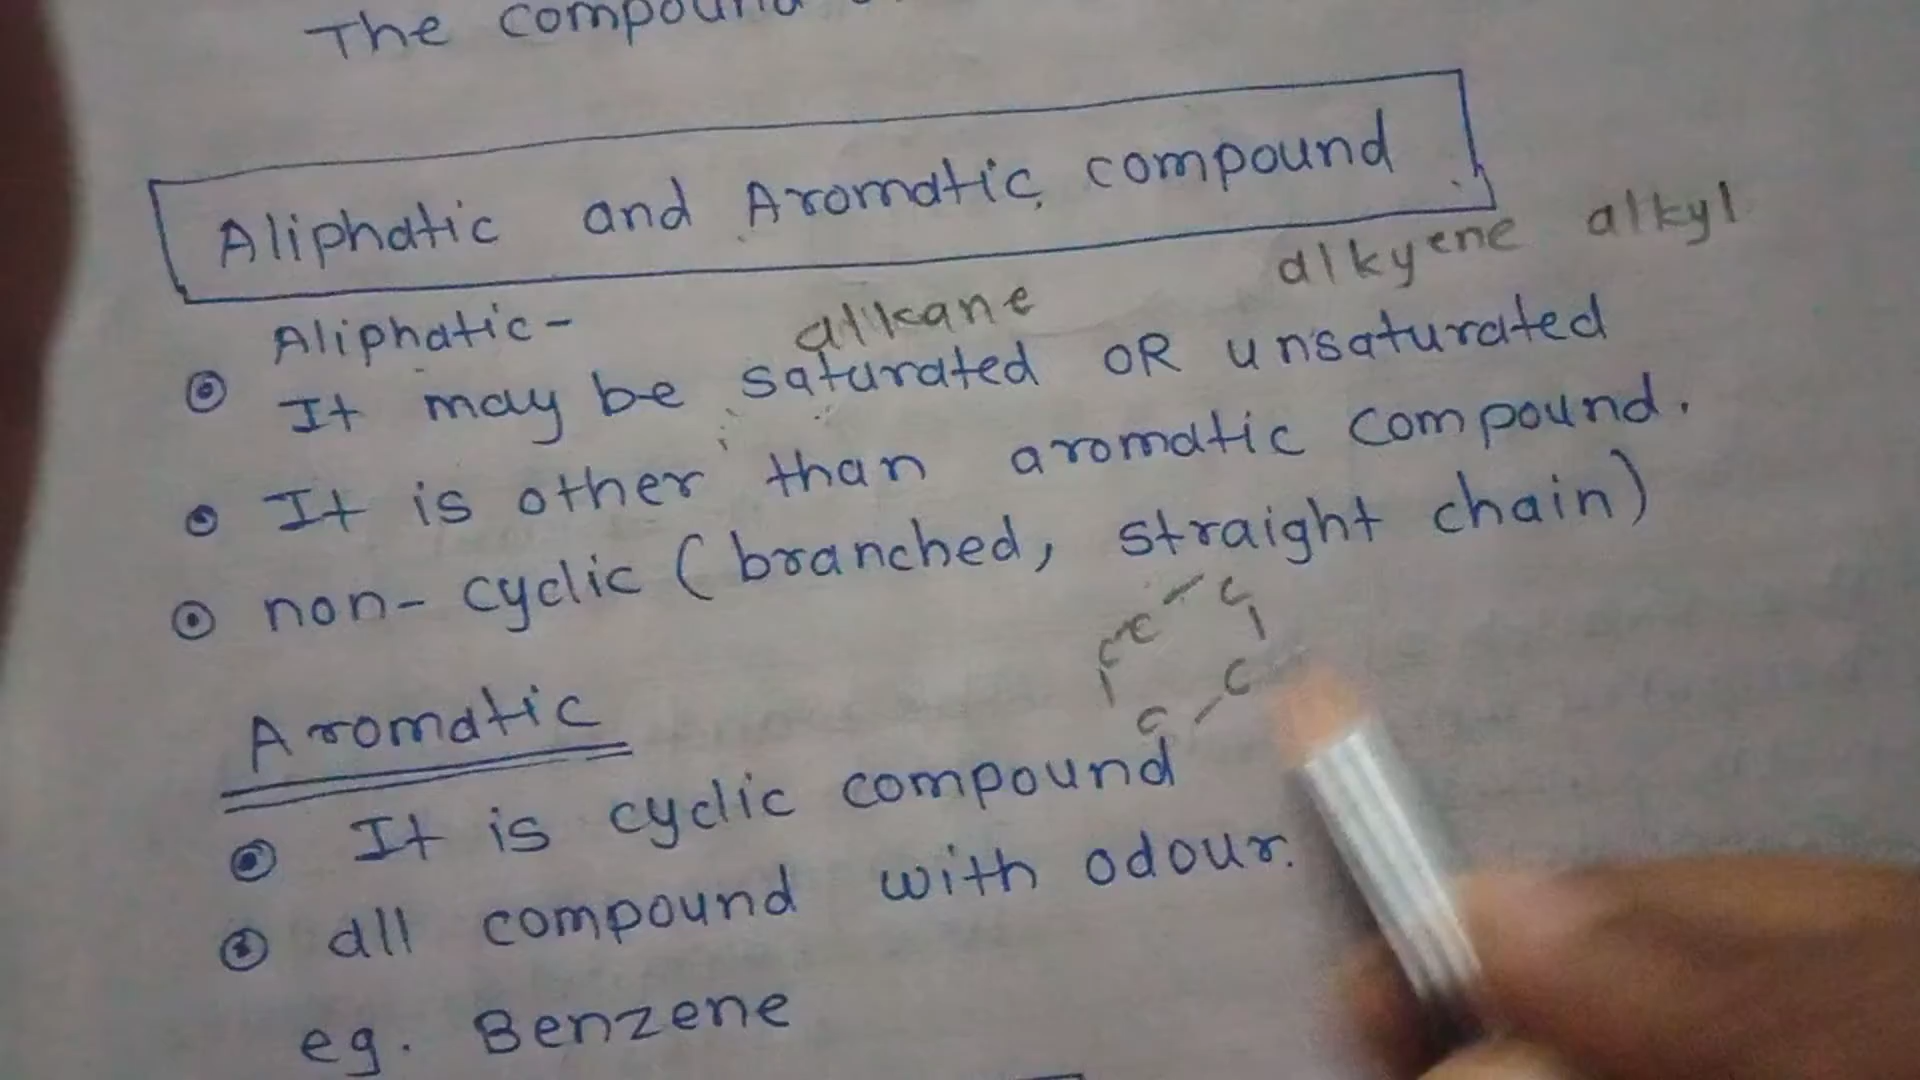 The compound
Aliphatic and Aromatic compound
alkane alkyene alkyl
Aliphatic-
It may be saturated OR unsaturated
It is other than aromatic compound.
non-cyclic (branched, straight chain)
C C C
C C
Aromatic
It is cyclic compound
all compound with odour.
eg. Benzene